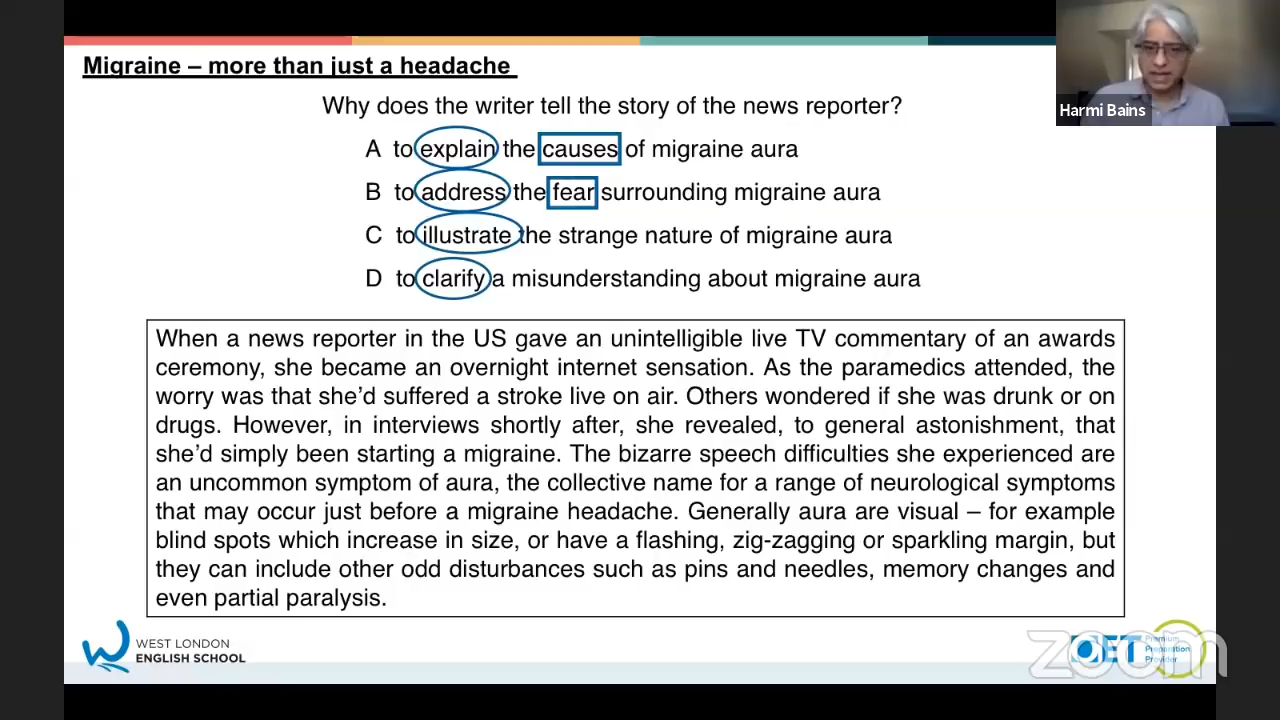 Migraine – more than just a headache
Harmi Bains
Why does the writer tell the story of the news reporter?
A to explain the causes of migraine aura
B to address the fear surrounding migraine aura
C to illustrate the strange nature of migraine aura
D to clarify a misunderstanding about migraine aura
When a news reporter in the US gave an unintelligible live TV commentary of an awards
ceremony, she became an overnight internet sensation. As the paramedics attended, the
worry was that she'd suffered a stroke live on air. Others wondered if she was drunk or on
drugs. However, in interviews shortly after, she revealed, to general astonishment, that
she'd simply been starting a migraine. The bizarre speech difficulties she experienced are
an uncommon symptom of aura, the collective name for a range of neurological symptoms
that may occur just before a migraine headache. Generally aura are visual – for example
blind spots which increase in size, or have a flashing, zig-zagging or sparkling margin, but
they can include other odd disturbances such as pins and needles, memory changes and
even partial paralysis.
WEST LONDON
ENGLISH SCHOOL
OET
Premium
Preparation
Provider
zoom